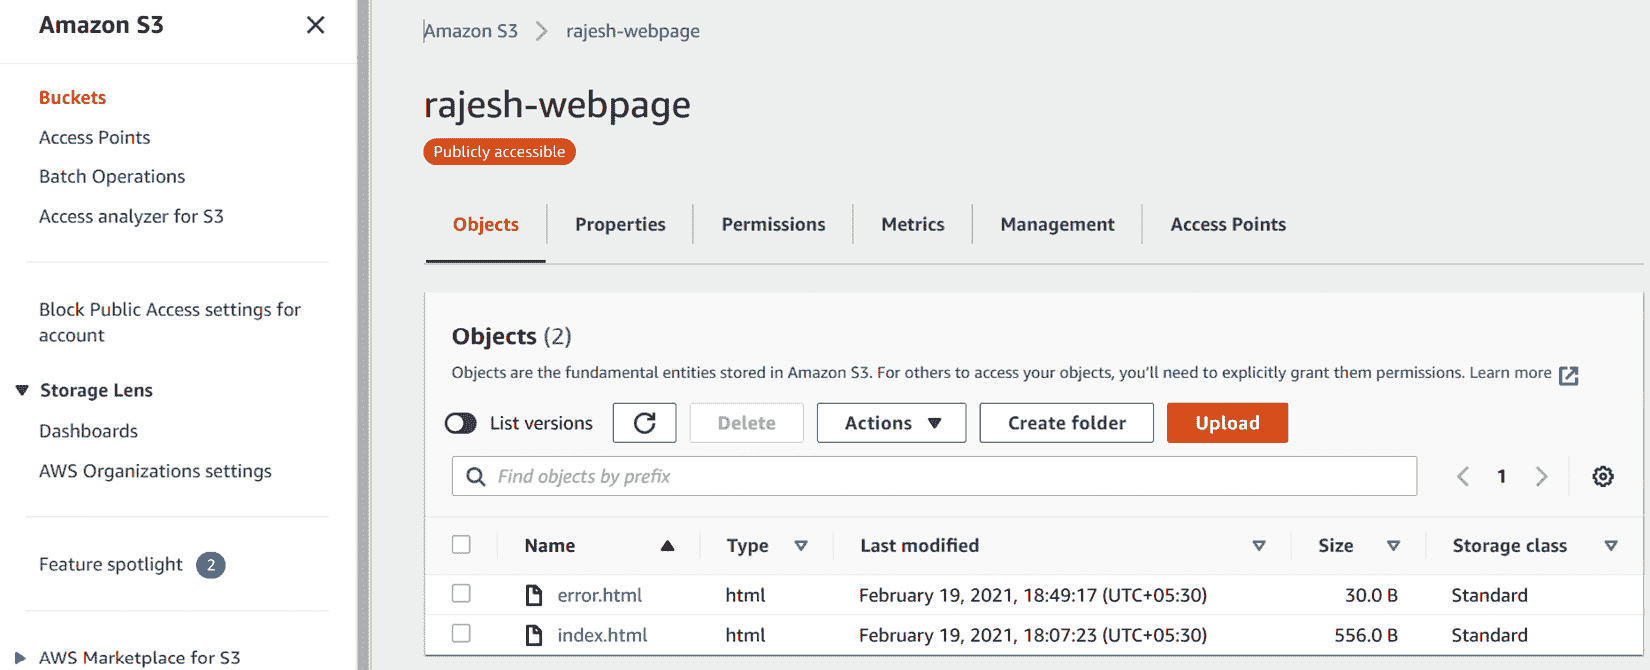 Amazon S3
Buckets
Access Points
Batch Operations
Access analyzer for S3
Block Public Access settings for
account
Storage Lens
Dashboards
AWS Organizations settings
Feature spotlight 2
AWS Marketplace for S3
Amazon S3 rajesh-webpage
rajesh-webpage
Publicly accessible
Objects Properties Permissions Metrics Management Access Points
Objects (2)
Objects are the fundamental entities stored in Amazon S3. For others to access your objects, you'll need to explicitly grant them permissions. Learn more
List versions Delete Actions Create folder Upload
Find objects by prefix 1
Name Type Last modified Size Storage class
error.html html February 19, 2021, 18:49:17 (UTC+05:30) 30.0 B Standard
index.html html February 19, 2021, 18:07:23 (UTC+05:30) 556.0 B Standard